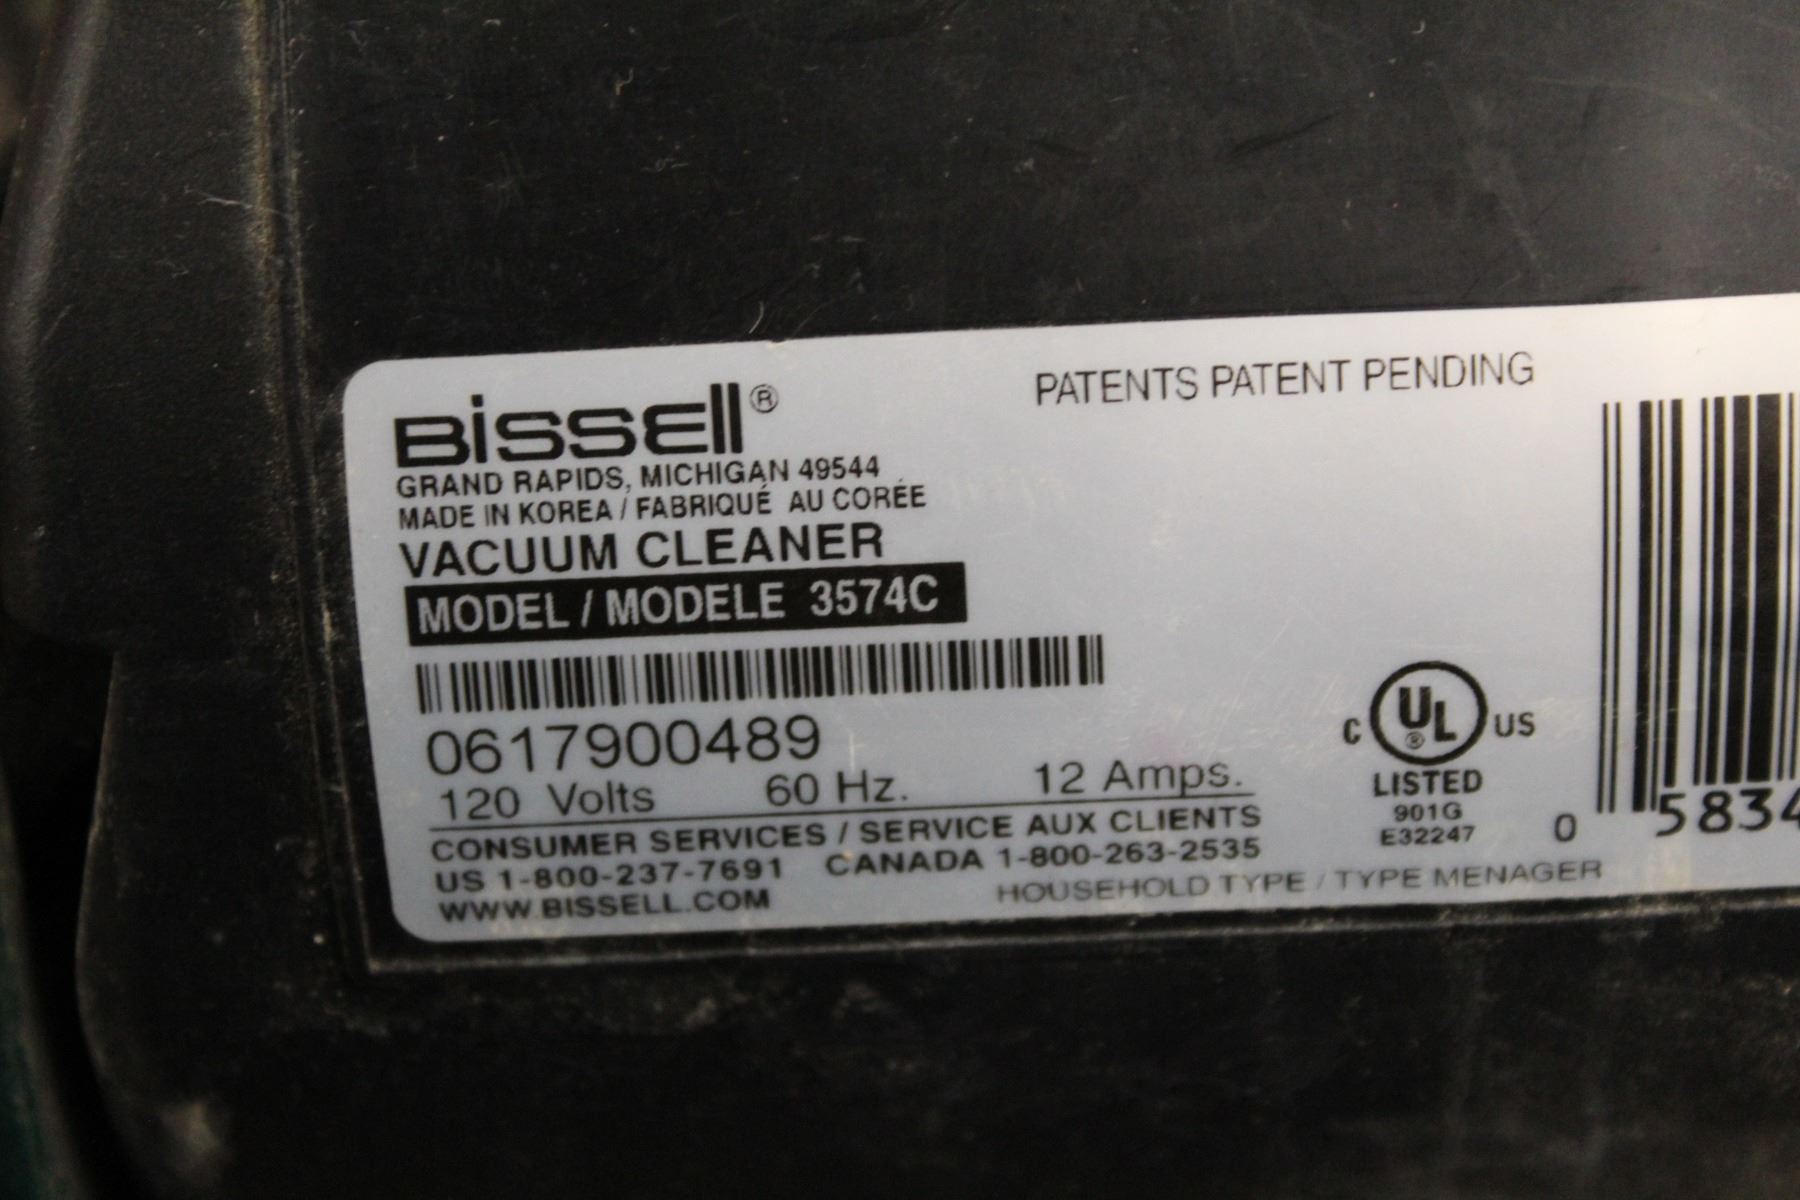 BISSELL®
GRAND RAPIDS, MICHIGAN 49544
MADE IN KOREA / FABRIQUÉ AU CORÉE
VACUUM CLEANER
MODEL / MODELE 3574C
0617900489
120 Volts 60 Hz. 12 Amps.
CONSUMER SERVICES / SERVICE AUX CLIENTS
US 1-800-237-7691 CANADA 1-800-263-2535
WWW.BISSELL.COM
HOUSEHOLD TYPE / TYPE MENAGER
PATENTS PATENT PENDING
C UL® US
LISTED
901G
E32247
0 5834